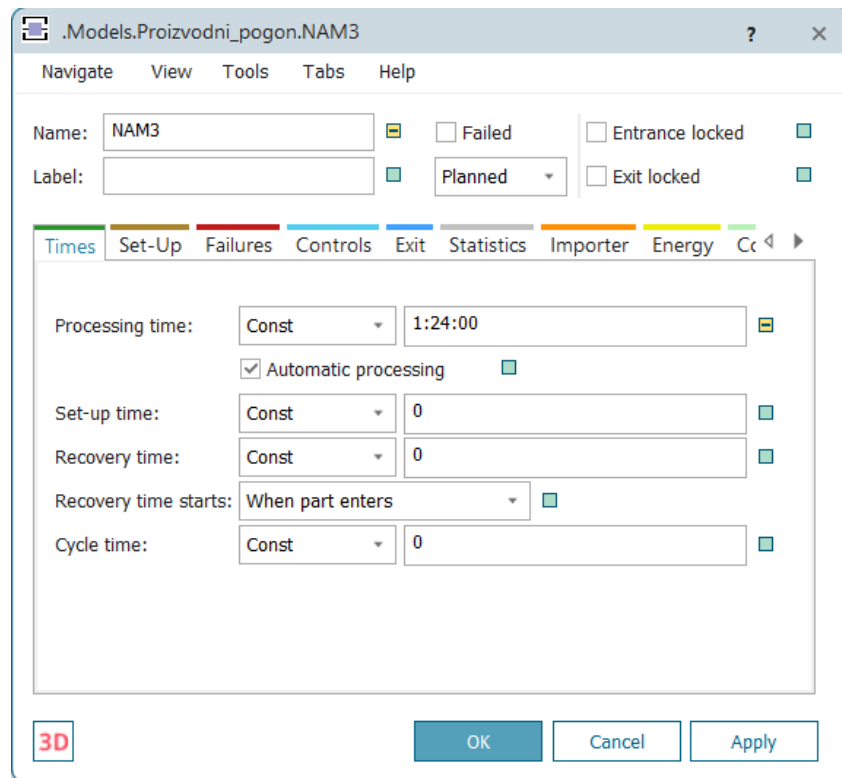 .Models.Proizvodni_pogon.NAM3 ? ×
Navigate View Tools Tabs Help
Name: NAM3 Failed Entrance locked
Label: Planned Exit locked
Times Set-Up Failures Controls Exit Statistics Importer Energy Cc
Processing time: Const 1:24:00
Automatic processing
Set-up time: Const 0
Recovery time: Const 0
Recovery time starts: When part enters
Cycle time: Const 0
3D OK Cancel Apply